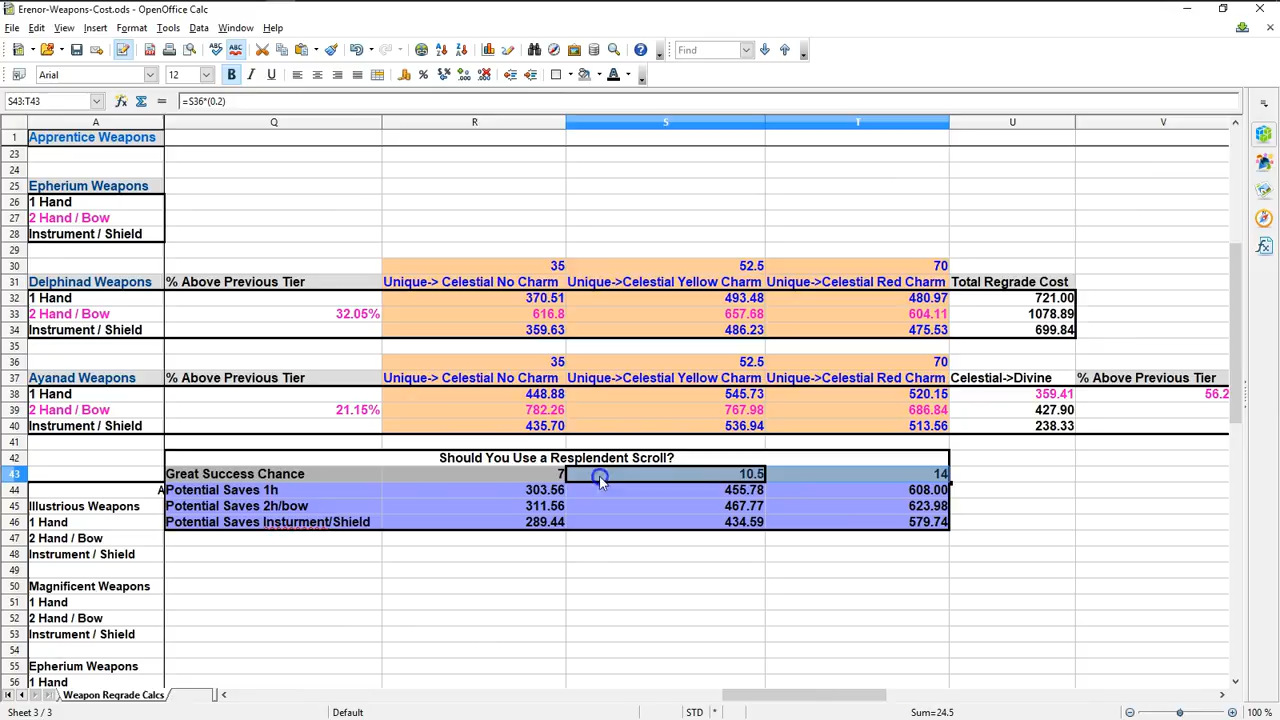 Erenor-Weapons-Cost.ods - OpenOffice Calc
File Edit View Insert Format Tools Data Window Help
Find
Arial 12 B I U
S43:T43 =S36*(0.2)
A Q R S T U V
1 Apprentice Weapons
23
24
25 Epherium Weapons
26 1 Hand
27 2 Hand / Bow
28 Instrument / Shield
29
30 35 52.5 70
31 Delphinad Weapons % Above Previous Tier Unique-> Celestial No Charm Unique->Celestial Yellow Charm Unique->Celestial Red Charm Total Regrade Cost
32 1 Hand 370.51 493.48 480.97 721.00
33 2 Hand / Bow 32.05% 616.8 657.68 604.11 1078.89
34 Instrument / Shield 359.63 486.23 475.53 699.84
35
36 35 52.5 70
37 Ayanad Weapons % Above Previous Tier Unique-> Celestial No Charm Unique->Celestial Yellow Charm Unique->Celestial Red Charm Celestial->Divine % Above Previous Tier
38 1 Hand 448.88 545.73 520.15 359.41 56.2
39 2 Hand / Bow 21.15% 782.26 767.98 686.84 427.90
40 Instrument / Shield 435.70 536.94 513.56 238.33
41
42 Should You Use a Resplendent Scroll?
43 Great Success Chance 7 10.5 14
44 A Potential Saves 1h 303.56 455.78 608.00
45 Illustrious Weapons Potential Saves 2h/bow 311.56 467.77 623.98
46 1 Hand Potential Saves Insturment/Shield 289.44 434.59 579.74
47 2 Hand / Bow
48 Instrument / Shield
49
50 Magnificent Weapons
51 1 Hand
52 2 Hand / Bow
53 Instrument / Shield
54
55 Epherium Weapons
56 1 Hand
Weapon Regrade Calcs
Sheet 3 / 3 Default STD * Sum=24.5 100 %